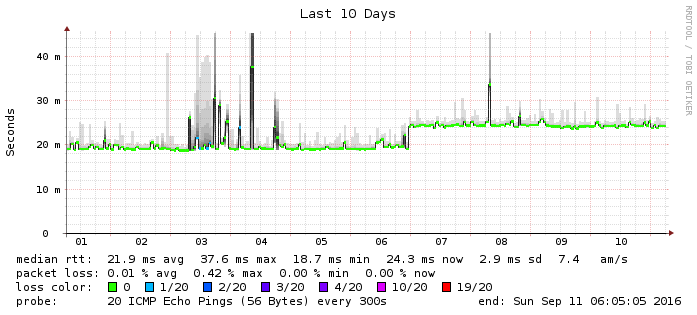 Last 10 Days
RRDTOOL / TOBI OETIKER
Seconds
40 m
30 m
20 m
10 m
0
01 02 03 04 05 06 07 08 09 10
median rtt: 21.9 ms avg 37.6 ms max 18.7 ms min 24.3 ms now 2.9 ms sd 7.4 am/s
packet loss: 0.01 % avg 0.42 % max 0.00 % min 0.00 % now
loss color: 0 1/20 2/20 3/20 4/20 10/20 19/20
probe: 20 ICMP Echo Pings (56 Bytes) every 300s end: Sun Sep 11 06:05:05 2016